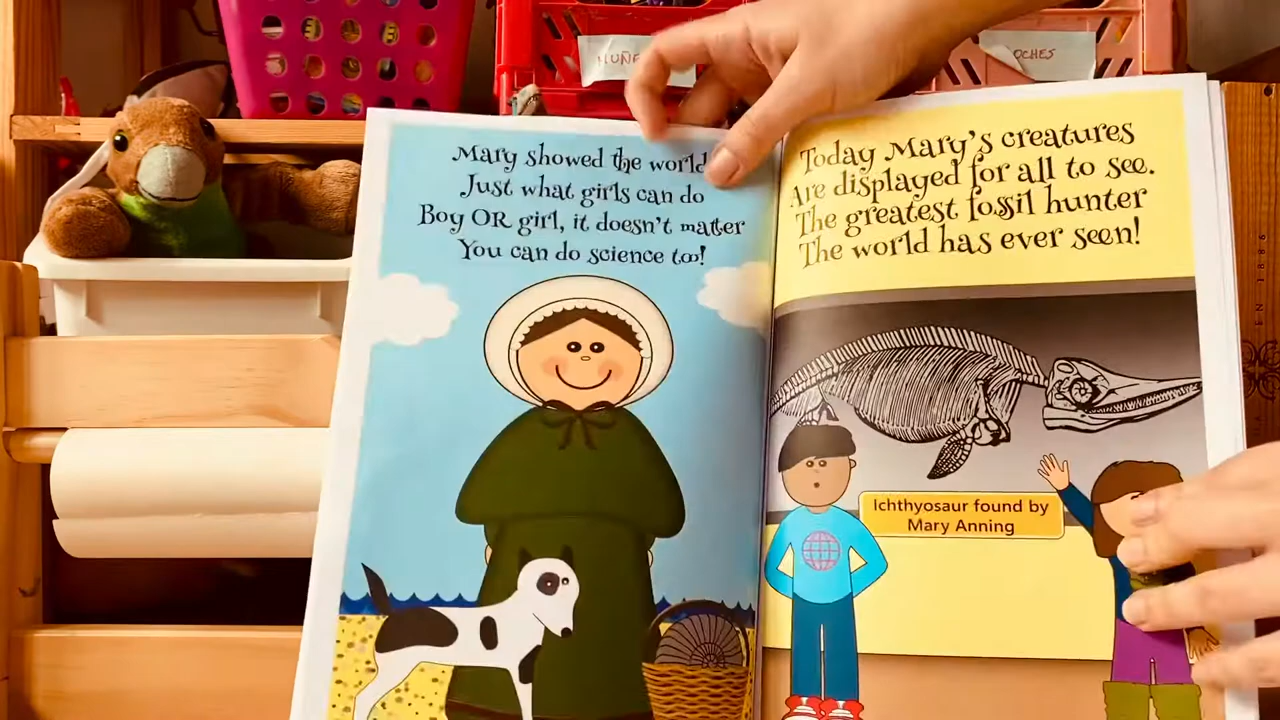 Mary showed the world
Just what girls can do
Boy OR girl, it doesn't matter
You can do science too!
Today Mary's creatures
Are displayed for all to see.
The greatest fossil hunter
The world has ever seen!
Ichthyosaur found by
Mary Anning